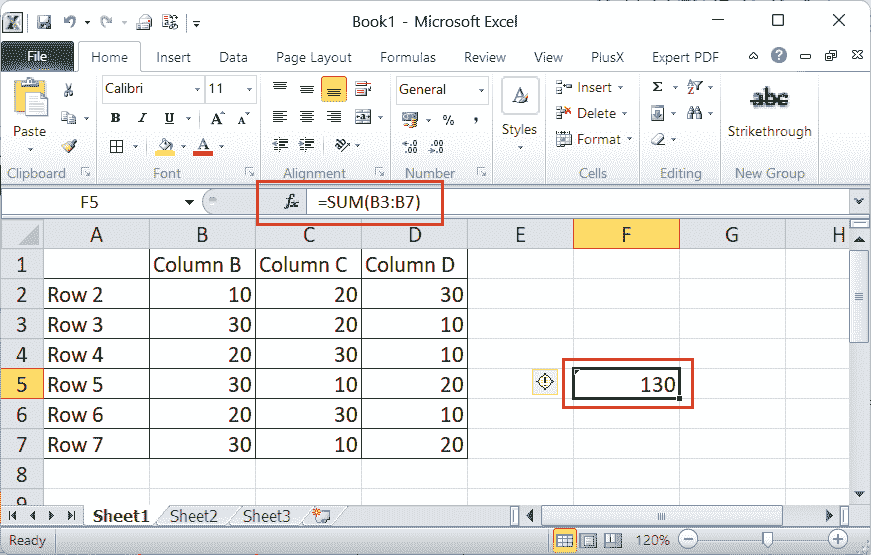 Book1 - Microsoft Excel
File Home Insert Data Page Layout Formulas Review View PlusX Expert PDF
Calibri 11 General Σ abc
Insert
Paste B I U A A % , Styles Delete Strikethrough
A Format
Clipboard Font Alignment Number Cells Editing New Group
F5 fx =SUM(B3:B7)
A B C D E F G H
1 Column B Column C Column D
2 Row 2 10 20 30
3 Row 3 30 20 10
4 Row 4 20 30 10
5 Row 5 30 10 20 130
6 Row 6 20 30 10
7 Row 7 30 10 20
8
9
Sheet1 Sheet2 Sheet3
Ready 120%